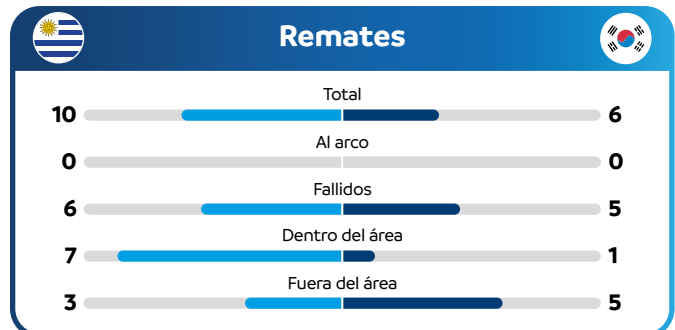 Remates
Total
10 6
Al arco
0 0
Fallidos
6 5
Dentro del área
7 1
Fuera del área
3 5